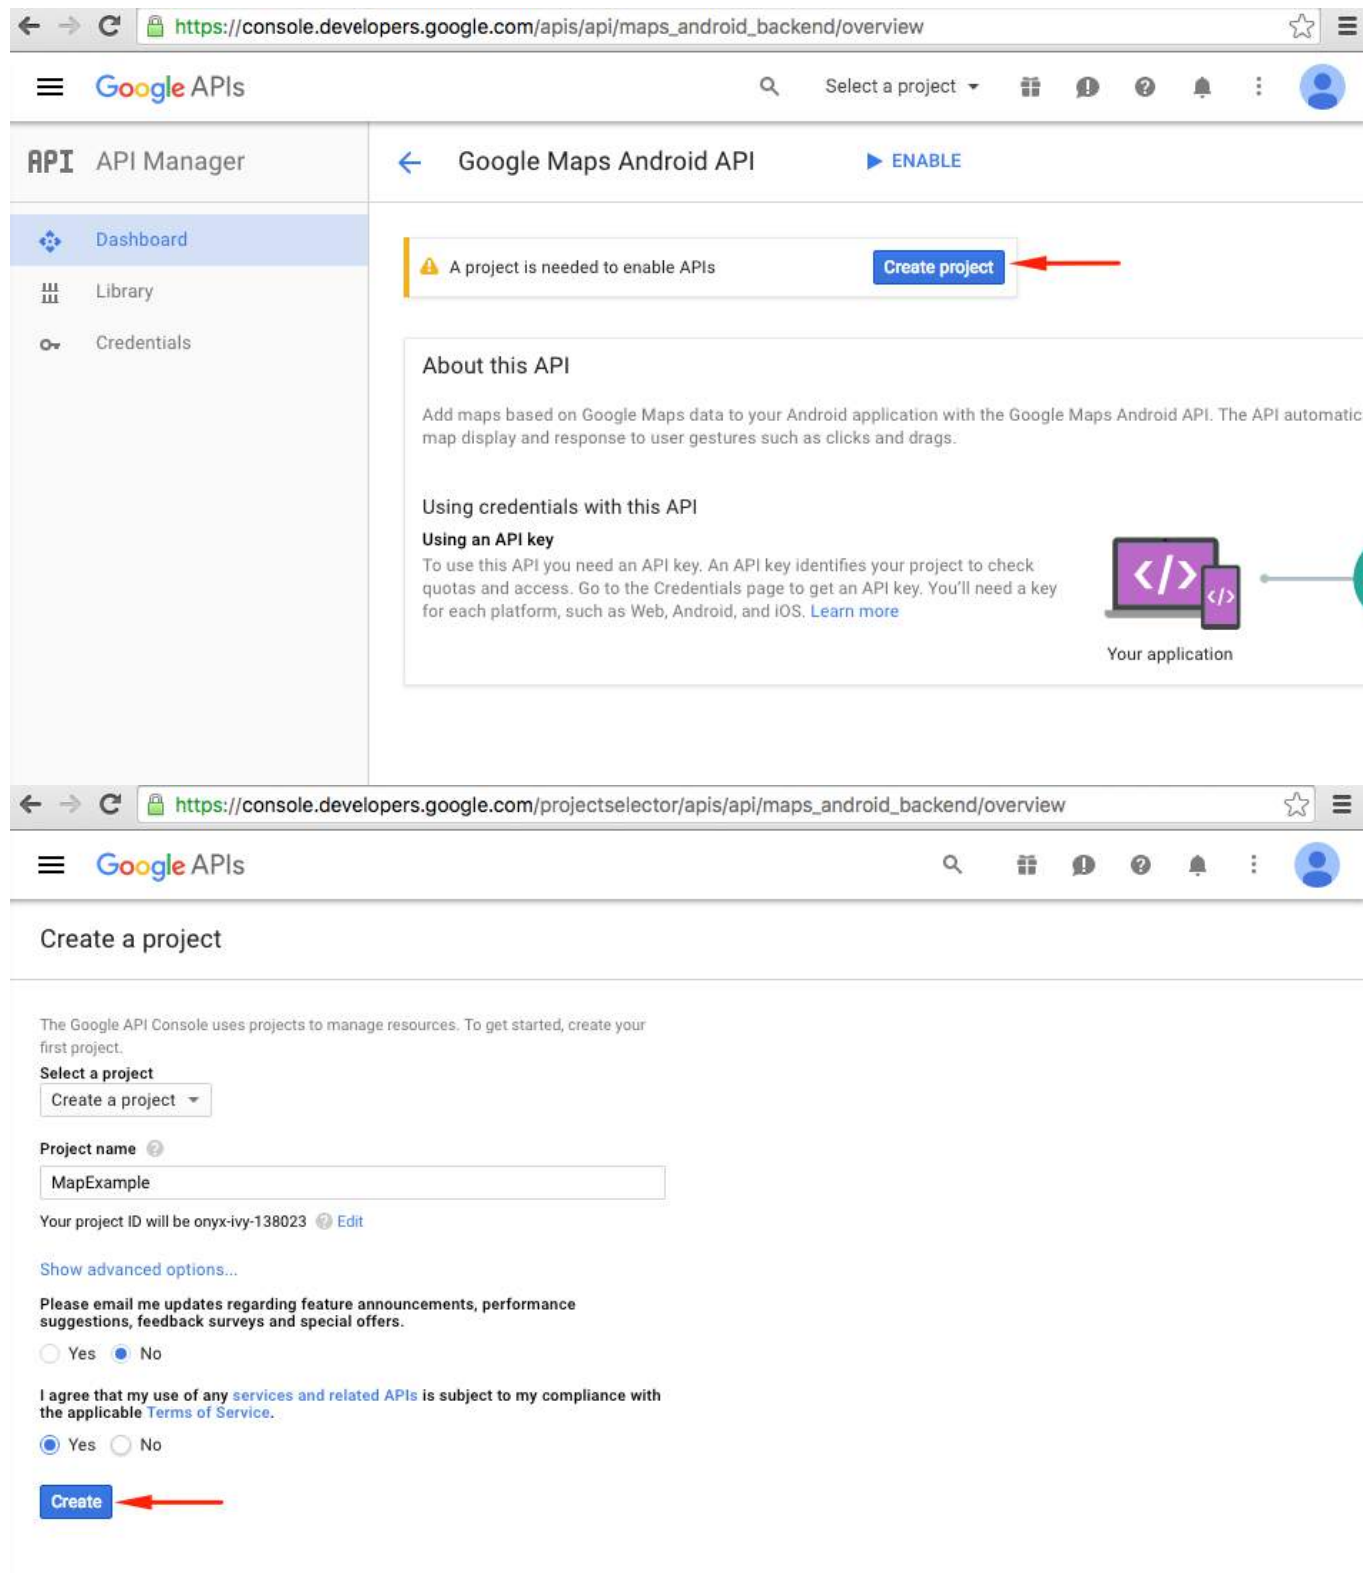 https://console.developers.google.com/apis/api/maps_android_backend/overview
Google APIs
Select a project
API API Manager
Google Maps Android API
ENABLE
Dashboard
Library
Credentials
A project is needed to enable APIs
Create project
About this API
Add maps based on Google Maps data to your Android application with the Google Maps Android API. The API automatic
map display and response to user gestures such as clicks and drags.
Using credentials with this API
Using an API key
To use this API you need an API key. An API key identifies your project to check
quotas and access. Go to the Credentials page to get an API key. You'll need a key
for each platform, such as Web, Android, and iOS. Learn more
</>
</>
Your application
https://console.developers.google.com/projectselector/apis/api/maps_android_backend/overview
Google APIs
Create a project
The Google API Console uses projects to manage resources. To get started, create your
first project.
Select a project
Create a project
Project name
MapExample
Your project ID will be onyx-ivy-138023 Edit
Show advanced options...
Please email me updates regarding feature announcements, performance
suggestions, feedback surveys and special offers.
Yes No
I agree that my use of any services and related APIs is subject to my compliance with
the applicable Terms of Service.
Yes No
Create